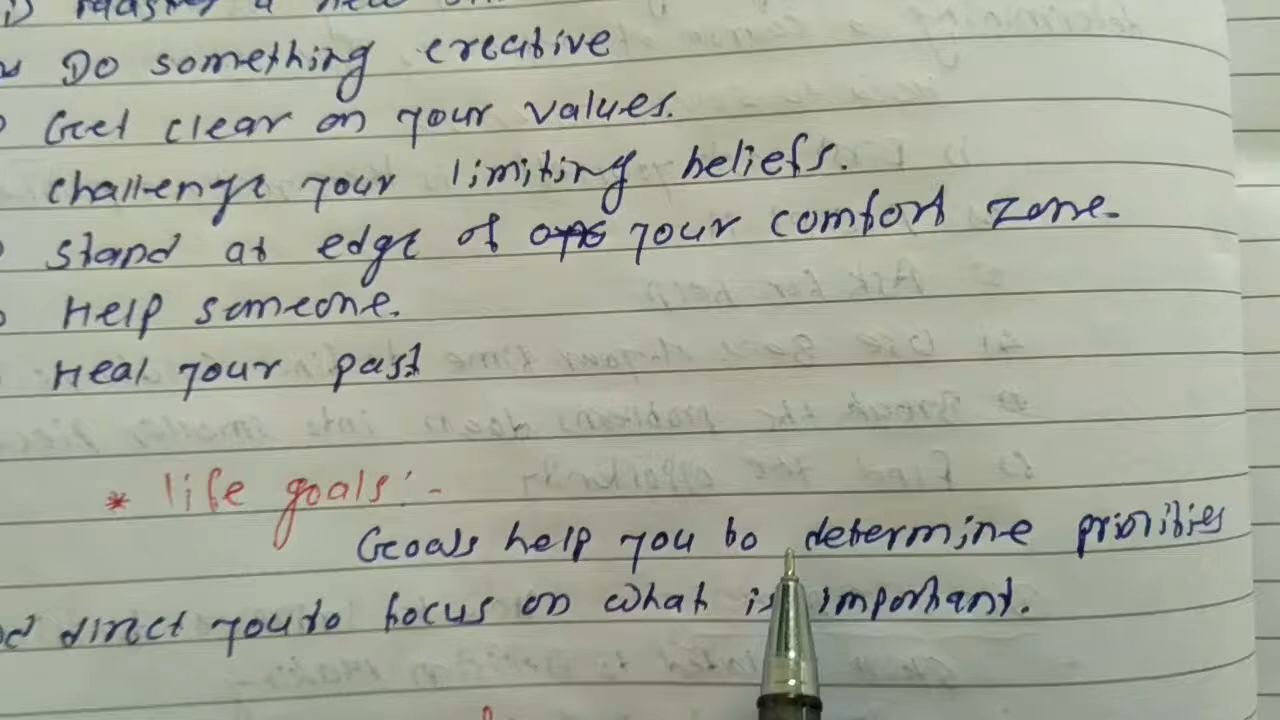 Do something creative
Get clear on your values.
challenge your limiting beliefs.
stand at edge of your comfort zone.
Help someone.
Heal your past
* life goals:-
Goals help you to determine priorities
direct you to focus on what is important.